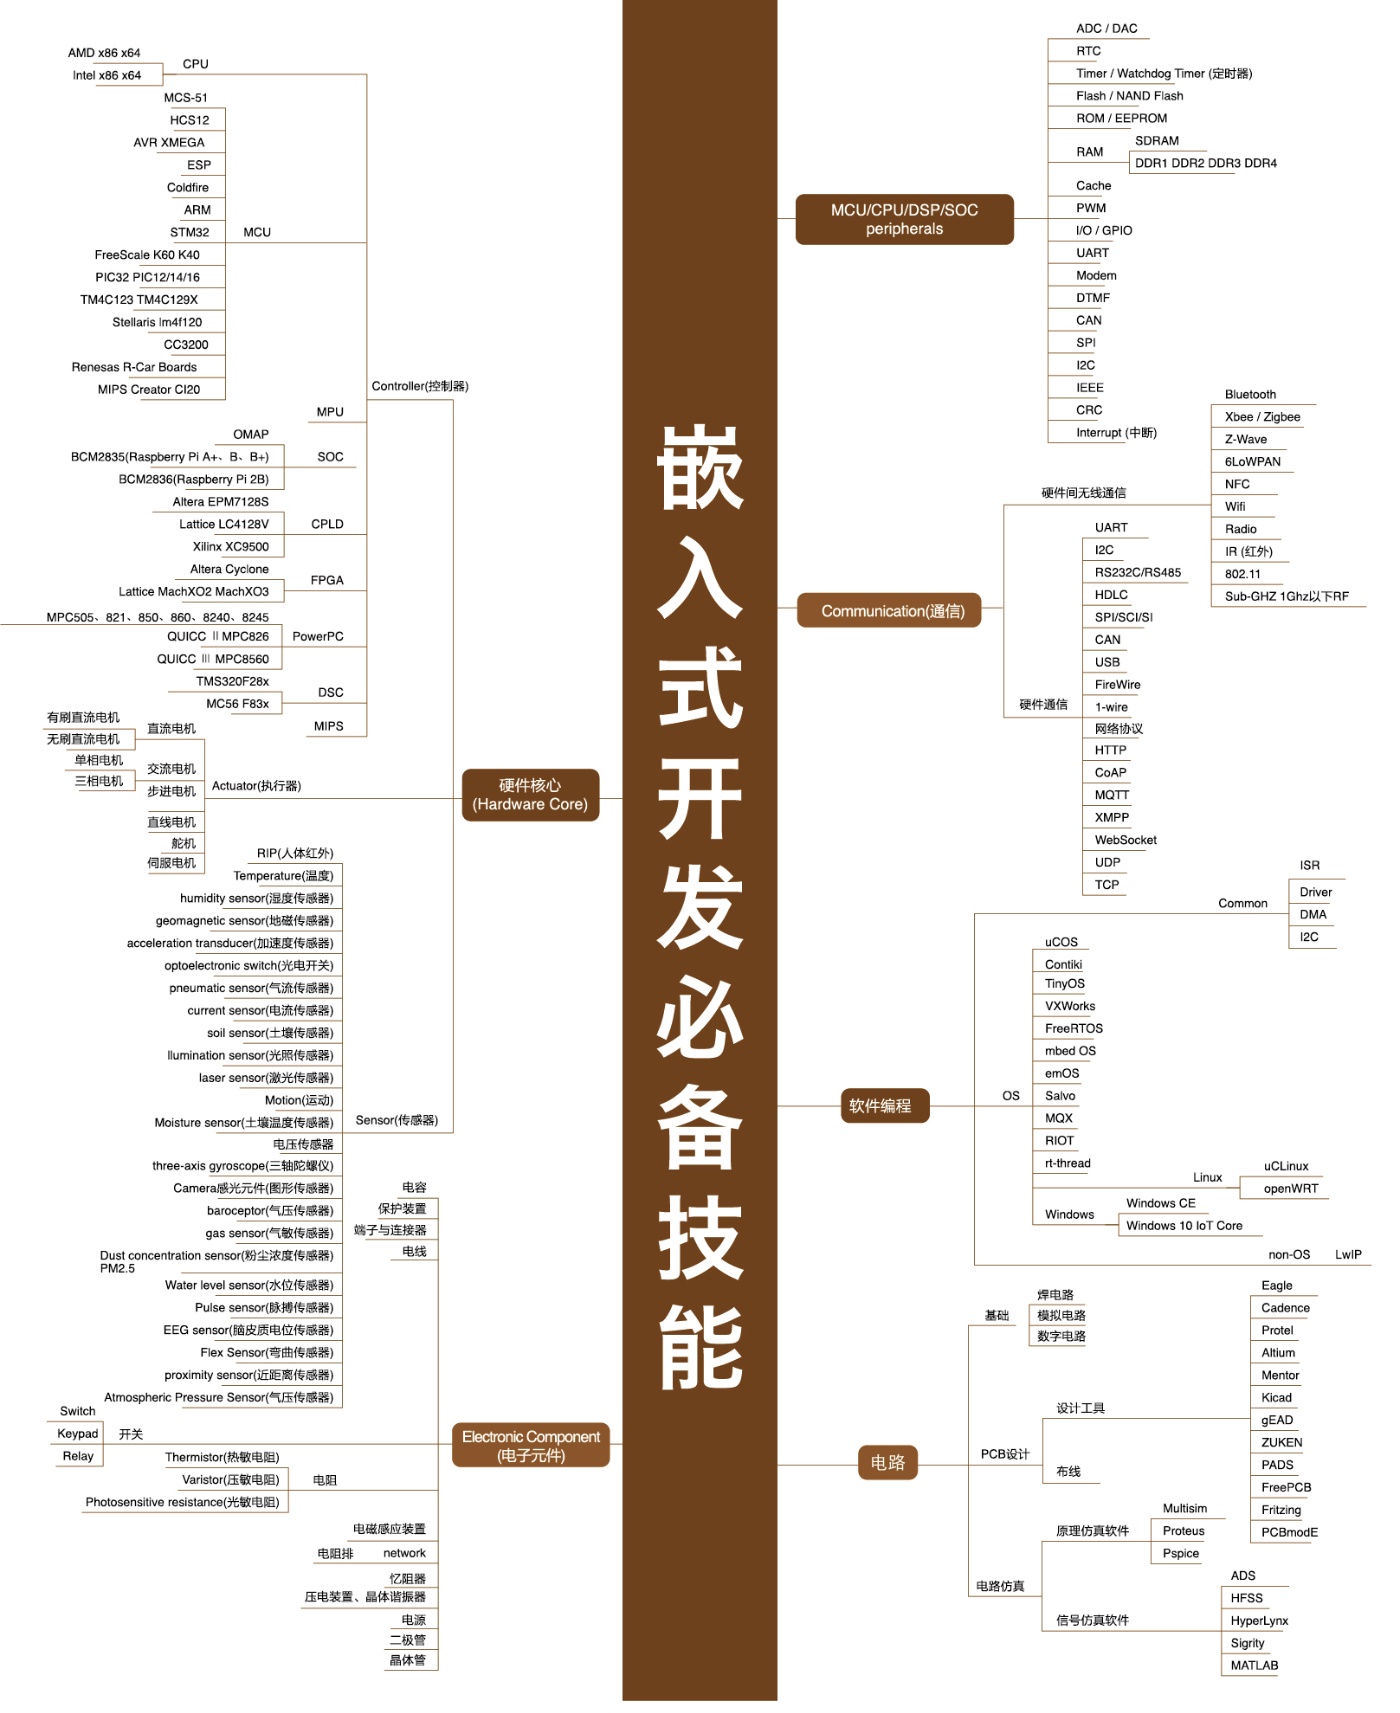 嵌入式开发必备技能
AMD x86 x64
Intel x86 x64
CPU
MCS-51
HCS12
AVR XMEGA
ESP
Coldfire
ARM
STM32
MCU
FreeScale K60 K40
PIC32 PIC12/14/16
TM4C123 TM4C129X
Stellaris lm4f120
CC3200
Renesas R-Car Boards
MIPS Creator CI20
Controller(控制器)
MPU
OMAP
BCM2835(Raspberry Pi A+、B、B+)
SOC
BCM2836(Raspberry Pi 2B)
Altera EPM7128S
Lattice LC4128V
CPLD
Xilinx XC9500
Altera Cyclone
FPGA
Lattice MachXO2 MachXO3
MPC505、821、850、860、8240、8245
QUICC Ⅱ MPC826
PowerPC
QUICC Ⅲ MPC8560
TMS320F28x
DSC
MC56 F83x
MIPS
有刷直流电机
直流电机
无刷直流电机
单相电机
交流电机
三相电机
步进电机
Actuator(执行器)
直线电机
舵机
伺服电机
硬件核心
(Hardware Core)
RIP(人体红外)
Temperature(温度)
humidity sensor(湿度传感器)
geomagnetic sensor(地磁传感器)
acceleration transducer(加速度传感器)
optoelectronic switch(光电开关)
pneumatic sensor(气流传感器)
current sensor(电流传感器)
soil sensor(土壤传感器)
llumination sensor(光照传感器)
laser sensor(激光传感器)
Motion(运动)
Moisture sensor(土壤温度传感器)
Sensor(传感器)
电压传感器
three-axis gyroscope(三轴陀螺仪)
Camera感光元件(图形传感器)
baroceptor(气压传感器)
gas sensor(气敏传感器)
Dust concentration sensor(粉尘浓度传感器)
PM2.5
Water level sensor(水位传感器)
Pulse sensor(脉搏传感器)
EEG sensor(脑皮质电位传感器)
Flex Sensor(弯曲传感器)
proximity sensor(近距离传感器)
Atmospheric Pressure Sensor(气压传感器)
电容
保护装置
端子与连接器
电线
Switch
Keypad
开关
Relay
Electronic Component
(电子元件)
Thermistor(热敏电阻)
Varistor(压敏电阻)
电阻
Photosensitive resistance(光敏电阻)
电磁感应装置
电阻排
network
忆阻器
压电装置、晶体谐振器
电源
二极管
晶体管
ADC / DAC
RTC
Timer / Watchdog Timer (定时器)
Flash / NAND Flash
ROM / EEPROM
SDRAM
RAM
DDR1 DDR2 DDR3 DDR4
Cache
PWM
MCU/CPU/DSP/SOC
peripherals
I/O / GPIO
UART
Modem
DTMF
CAN
SPI
I2C
IEEE
CRC
Interrupt (中断)
Bluetooth
Xbee / Zigbee
Z-Wave
6LoWPAN
NFC
硬件间无线通信
Wifi
Radio
IR (红外)
802.11
Sub-GHZ 1Ghz以下RF
Communication(通信)
UART
I2C
RS232C/RS485
HDLC
SPI/SCI/SI
CAN
USB
FireWire
硬件通信
1-wire
网络协议
HTTP
CoAP
MQTT
XMPP
WebSocket
UDP
TCP
ISR
Driver
Common
DMA
I2C
uCOS
Contiki
TinyOS
VXWorks
FreeRTOS
mbed OS
emOS
OS
Salvo
软件编程
MQX
RIOT
rt-thread
uCLinux
Linux
openWRT
Windows CE
Windows
Windows 10 IoT Core
non-OS
LwIP
焊电路
基础
模拟电路
数字电路
Eagle
Cadence
Protel
Altium
Mentor
Kicad
设计工具
gEAD
ZUKEN
PADS
FreePCB
Fritzing
PCBmodE
PCB设计
布线
电路
Multisim
原理仿真软件
Proteus
Pspice
电路仿真
ADS
HFSS
信号仿真软件
HyperLynx
Sigrity
MATLAB